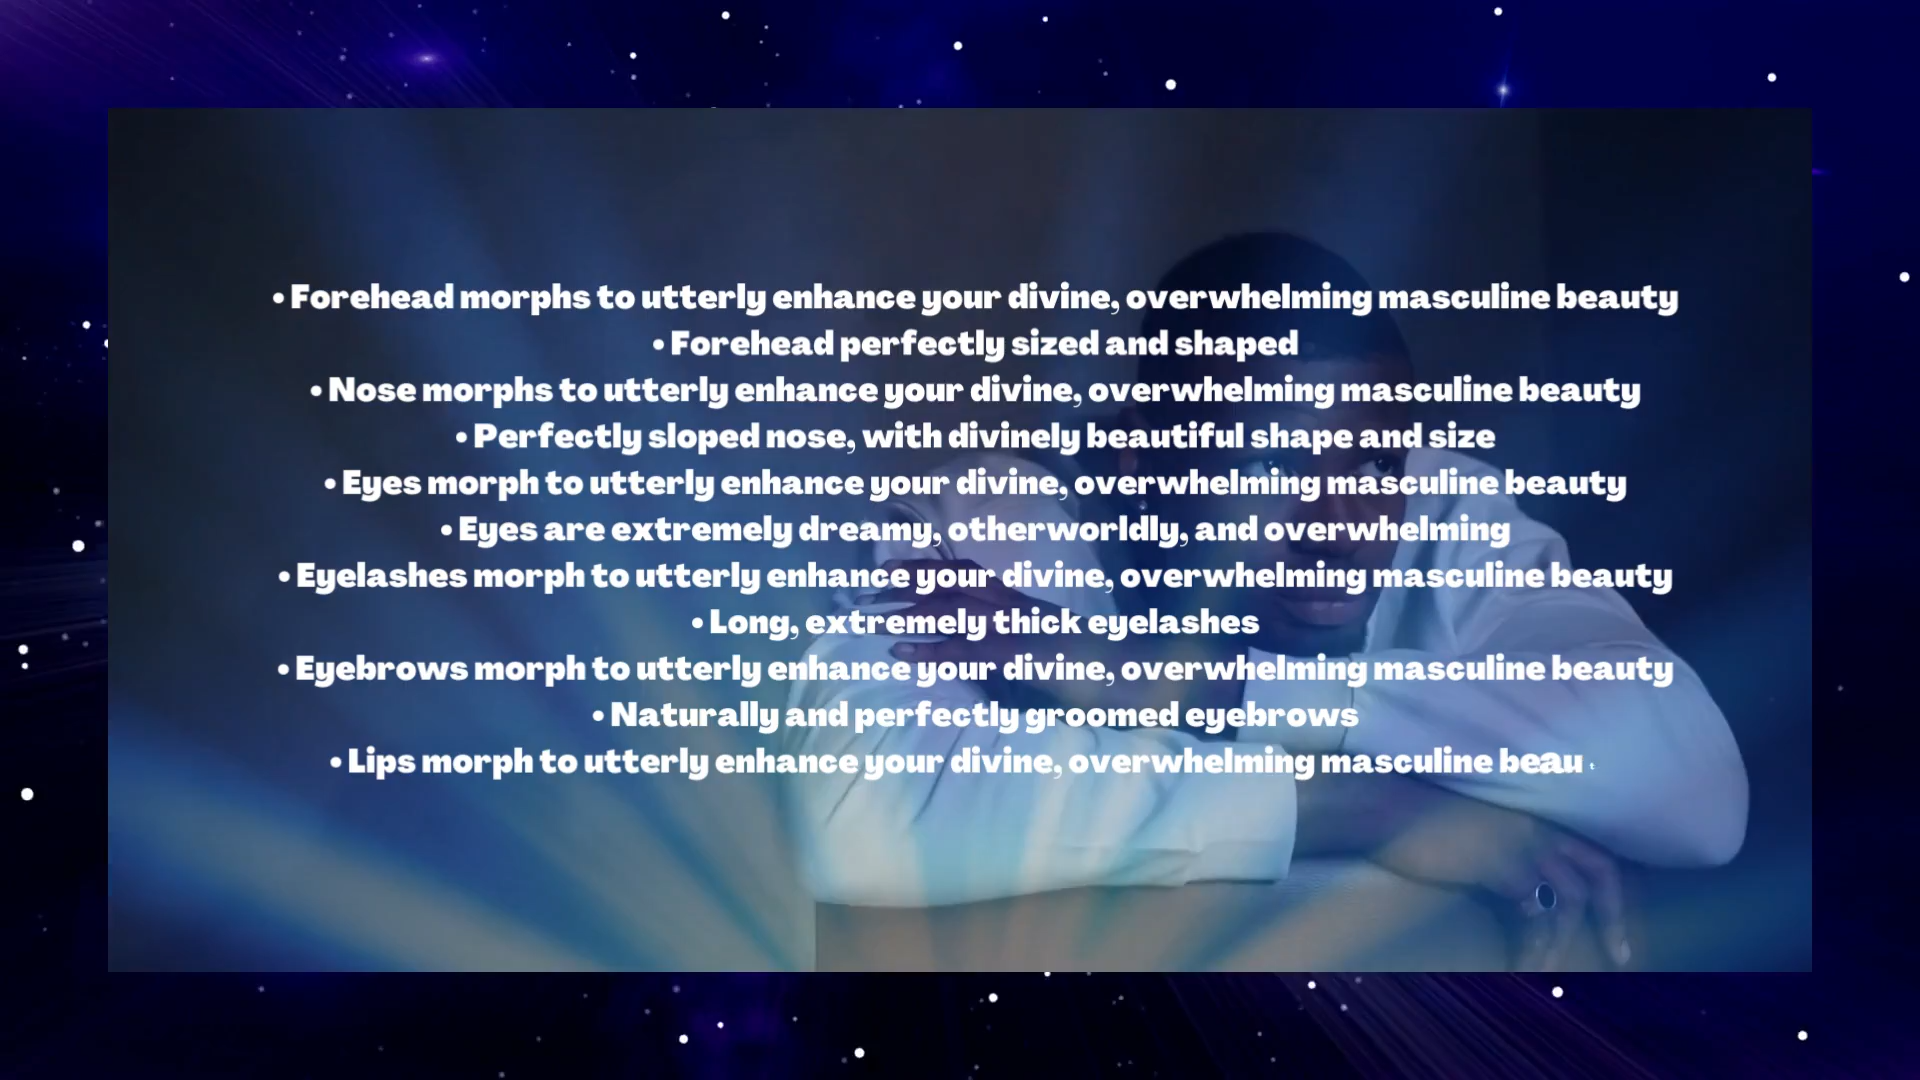 • Forehead morphs to utterly enhance your divine, overwhelming masculine beauty
• Forehead perfectly sized and shaped
• Nose morphs to utterly enhance your divine, overwhelming masculine beauty
• Perfectly sloped nose, with divinely beautiful shape and size
• Eyes morph to utterly enhance your divine, overwhelming masculine beauty
• Eyes are extremely dreamy, otherworldly, and overwhelming
• Eyelashes morph to utterly enhance your divine, overwhelming masculine beauty
• Long, extremely thick eyelashes
• Eyebrows morph to utterly enhance your divine, overwhelming masculine beauty
• Naturally and perfectly groomed eyebrows
• Lips morph to utterly enhance your divine, overwhelming masculine beaut